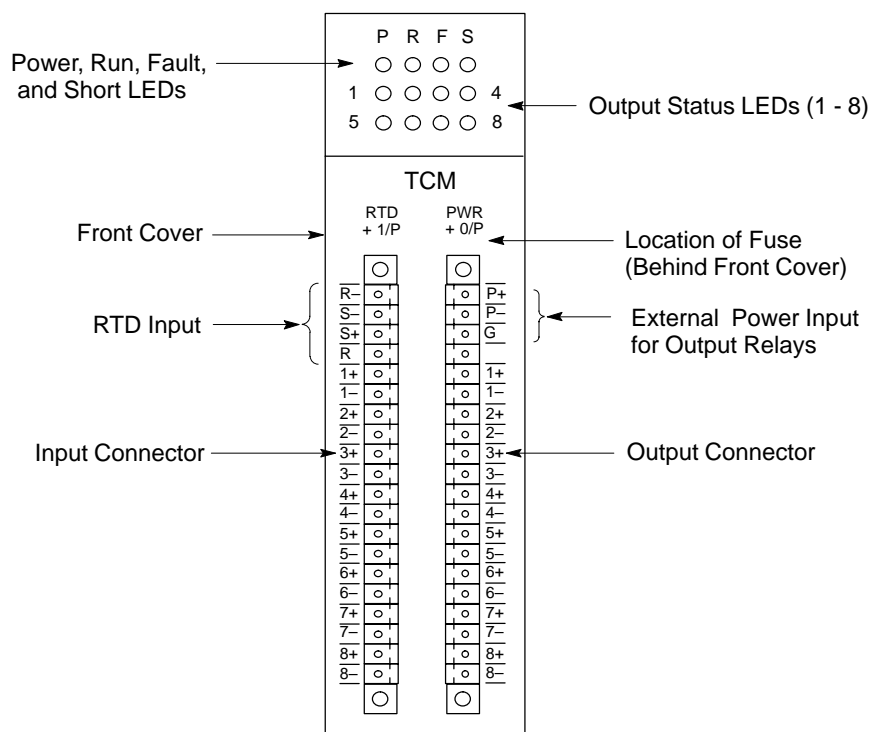 P R F S
Power, Run, Fault,
and Short LEDs
1 4
Output Status LEDs (1 - 8)
5 8
TCM
RTD PWR
+ 1/P + 0/P
Front Cover
Location of Fuse
(Behind Front Cover)
R– P+
S– P–
RTD Input
External Power Input
for Output Relays
S+ G
R
1+ 1+
1– 1–
2+ 2+
2– 2–
Input Connector
3+ 3+
Output Connector
3– 3–
4+ 4+
4– 4–
5+ 5+
5– 5–
6+ 6+
6– 6–
7+ 7+
7– 7–
8+ 8+
8– 8–